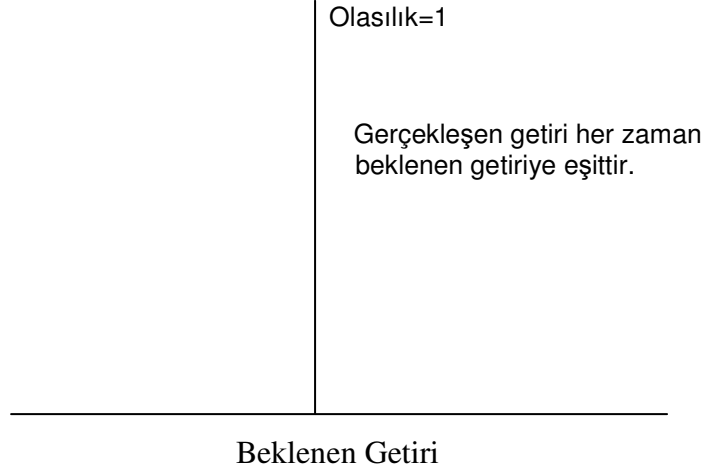 Olasılık=1
Gerçekleşen getiri her zaman
beklenen getiriye eşittir.
Beklenen Getiri